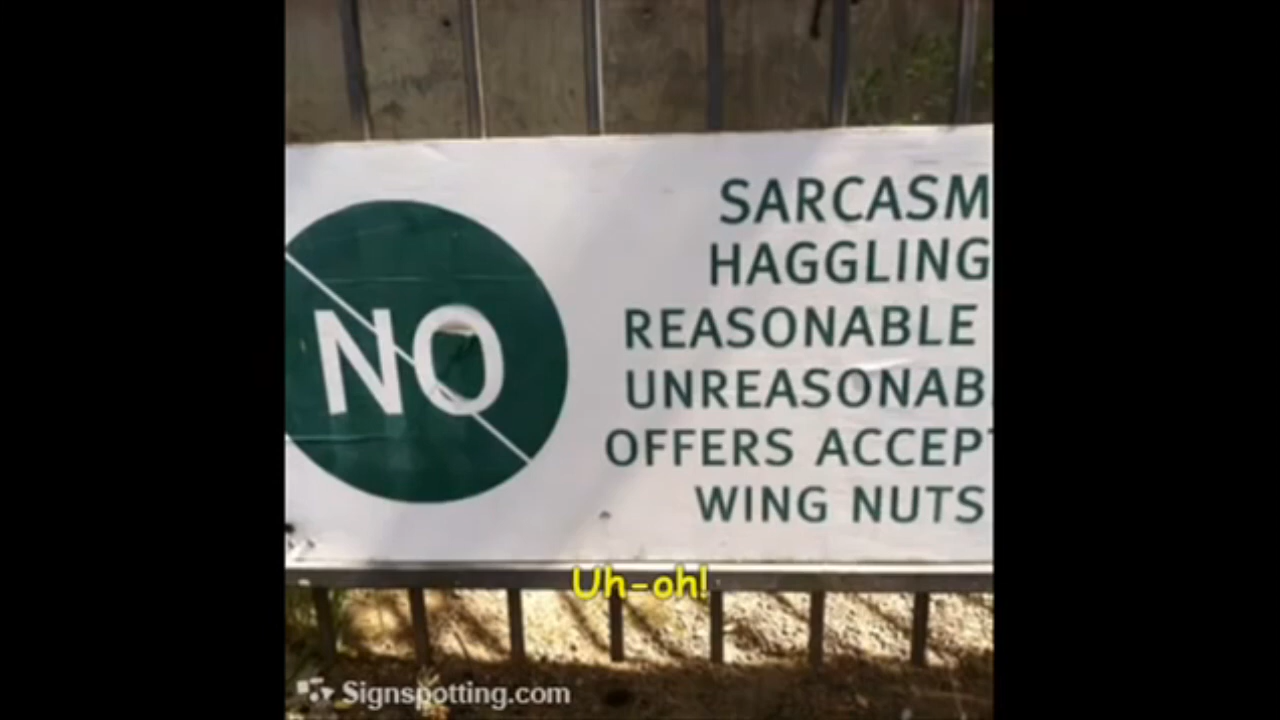 NO
SARCASM
HAGGLING
REASONABLE
UNREASONAB
OFFERS ACCEPT
WING NUTS
Uh-oh!
Signspotting.com